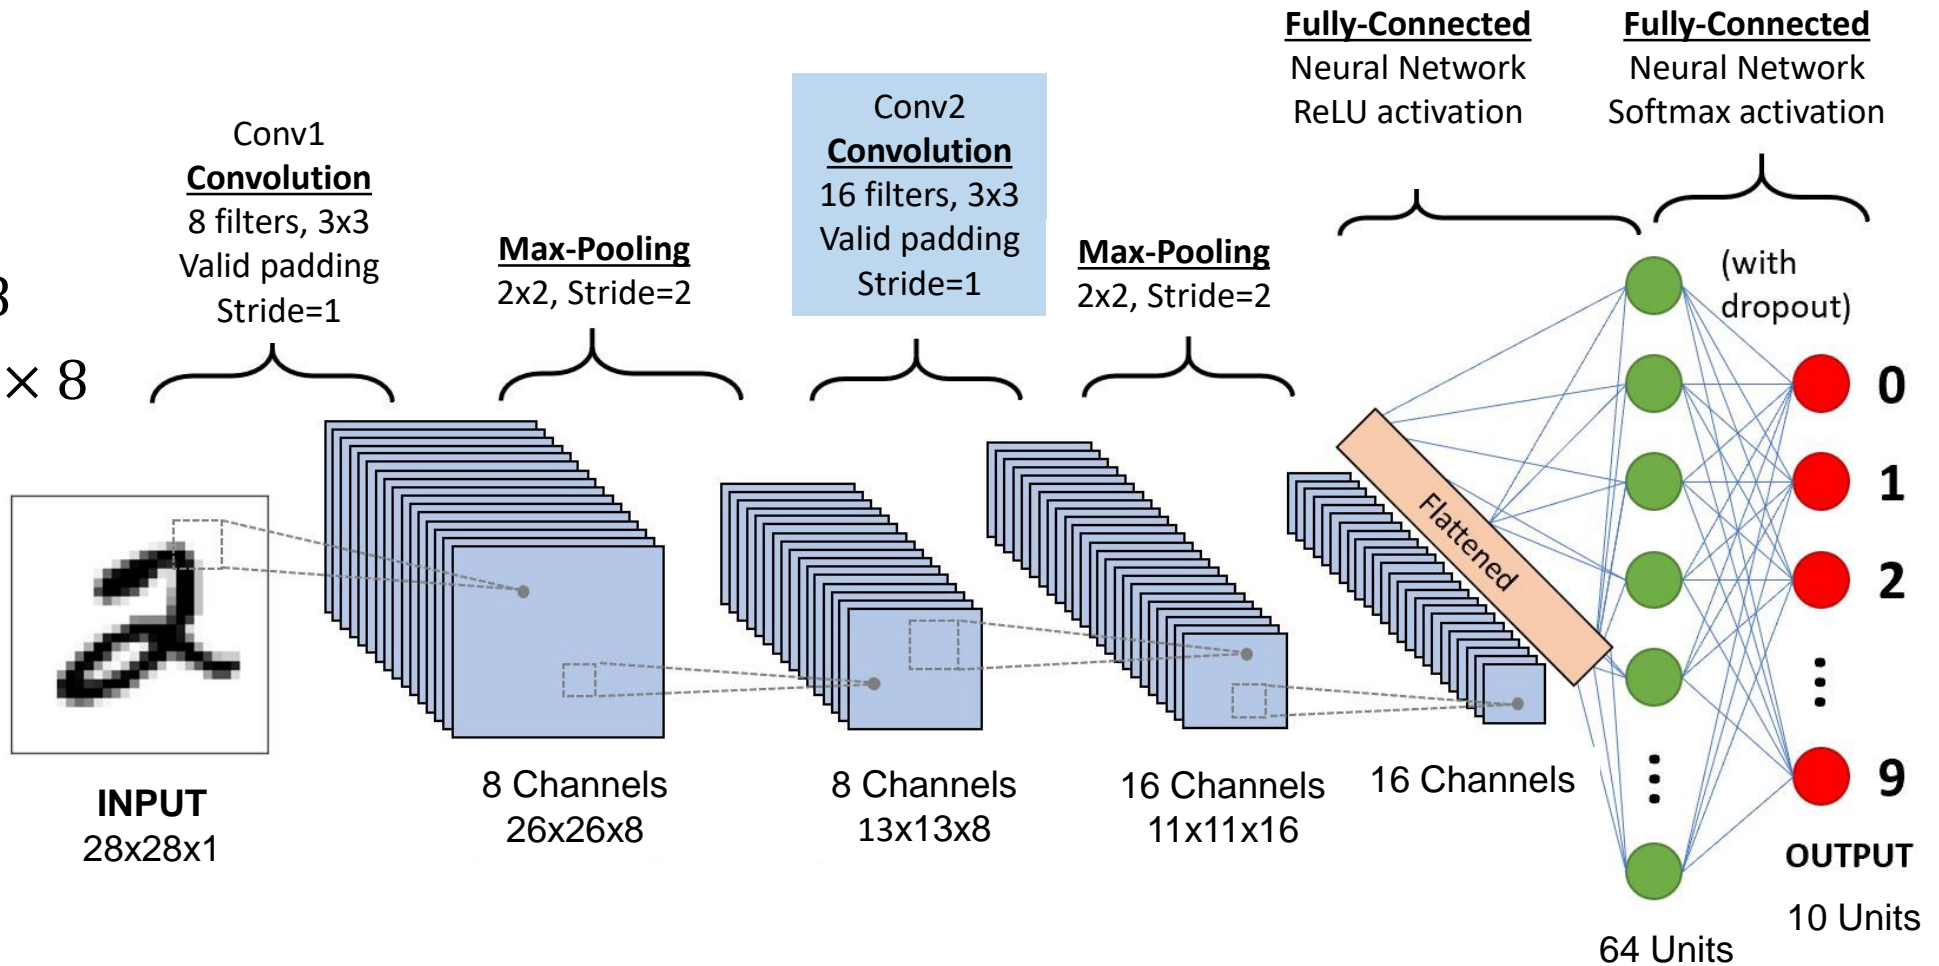 Fully-Connected
Neural Network
ReLU activation
Fully-Connected
Neural Network
Softmax activation
Conv1
Convolution
8 filters, 3x3
Valid padding
Stride=1
Max-Pooling
2x2, Stride=2
Conv2
Convolution
16 filters, 3x3
Valid padding
Stride=1
Max-Pooling
2x2, Stride=2
(with
dropout)
× 8
Flattened
2
0
1
2
9
INPUT
28x28x1
8 Channels
26x26x8
8 Channels
13x13x8
16 Channels
11x11x16
16 Channels
64 Units
OUTPUT
10 Units